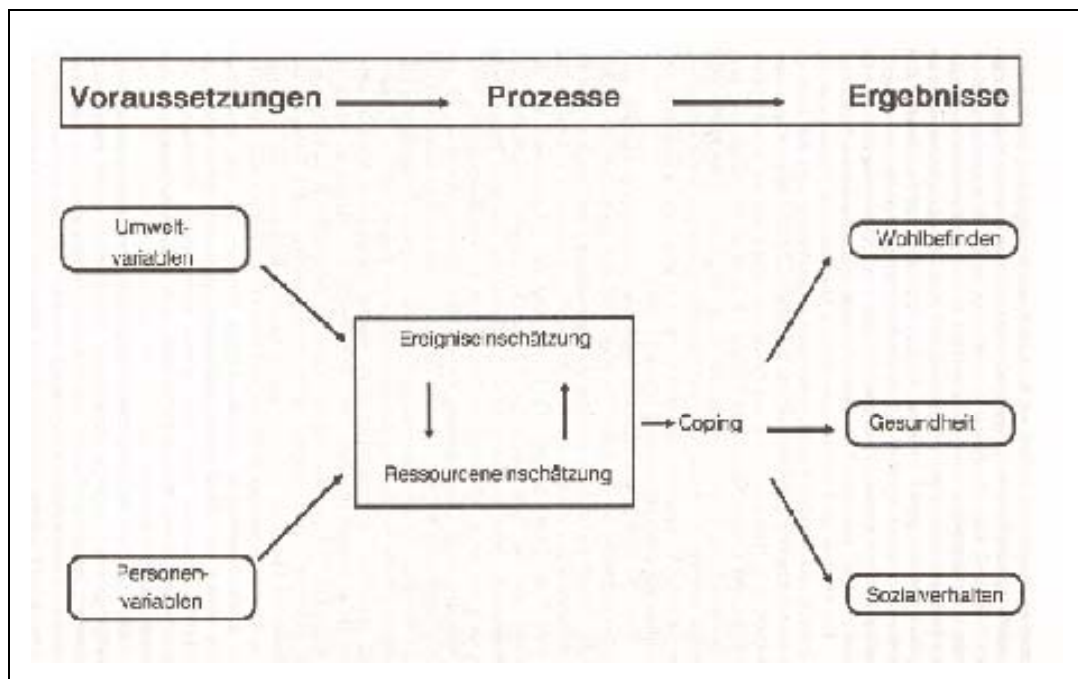 Voraussetzungen Prozesse Ergebnisse
Umwelt-
variablen
Wohlbefinden
Ereigniseinschätzung
Coping
Gesundheit
Ressourceneinschätzung
Personen-
variablen
Sozialverhalten